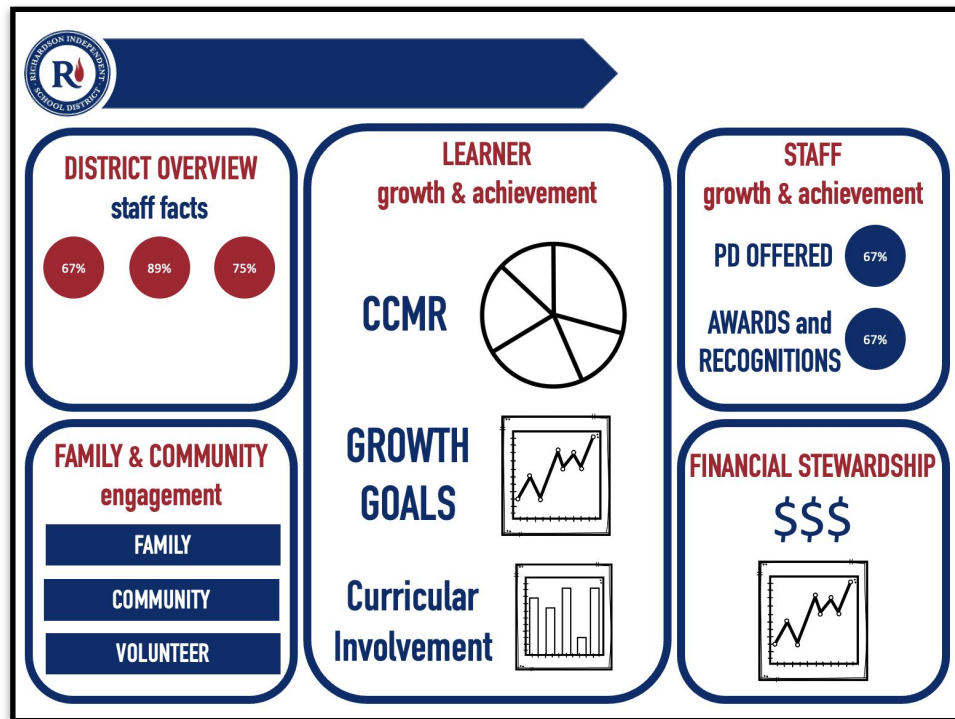 RICHARDSON INDEPENDENT
R
SCHOOL DISTRICT
DISTRICT OVERVIEW
staff facts
67%
89%
75%
FAMILY & COMMUNITY
engagement
FAMILY
COMMUNITY
VOLUNTEER
LEARNER
growth & achievement
CCMR
GROWTH
GOALS
Curricular
Involvement
STAFF
growth & achievement
PD OFFERED
67%
AWARDS and
RECOGNITIONS
67%
FINANCIAL STEWARDSHIP
$$$